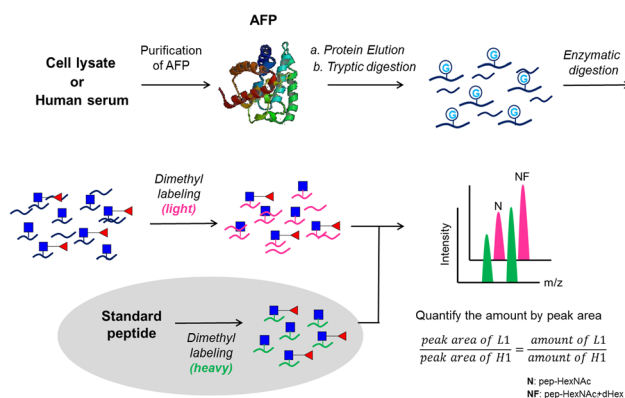 AFP
Cell lysate
or
Human serum
Purification
of AFP
a. Protein Elution
b. Tryptic digestion
G
G
G
G
G
G
Enzymatic
digestion
Dimethyl
labeling
(light)
NF
N
Intensity
m/z
Standard
peptide
Dimethyl
labeling
(heavy)
Quantify the amount by peak area
peak area of L1
peak area of H1
=
amount of L1
amount of H1
N: pep-HexNAc
NF: pep-HexNAc+dHex